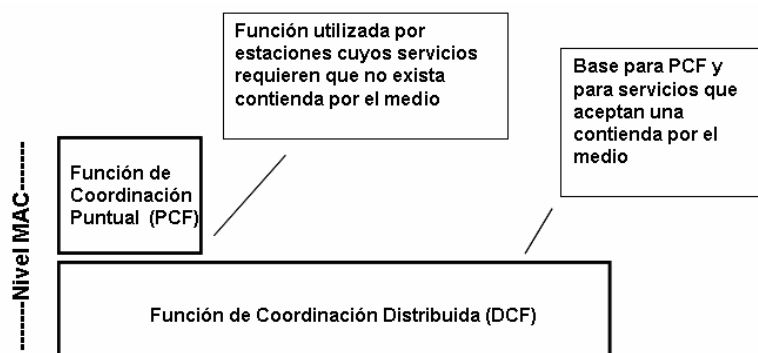 Función utilizada por
estaciones cuyos servicios
requieren que no exista
contienda por el medio
Base para PCF y
para servicios que
aceptan una
contienda por el
medio
Función de
Coordinación
Puntual (PCF)
-------Nivel MAC-------
Función de Coordinación Distribuida (DCF)